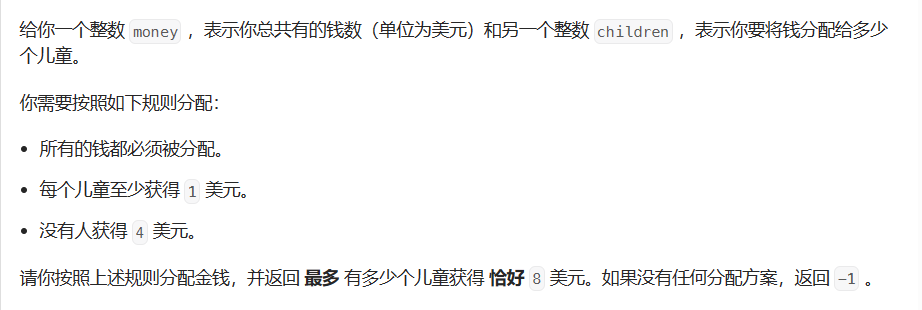 给你一个整数 money ，表示你总共有的钱数（单位为美元）和另一个整数 children ，表示你要将钱分配给多少
个儿童。
你需要按照如下规则分配：
• 所有的钱都必须被分配。
• 每个儿童至少获得 1 美元。
• 没有人获得 4 美元。
请你按照上述规则分配金钱，并返回 最多 有多少个儿童获得 恰好 8 美元。如果没有任何分配方案，返回 -1 。